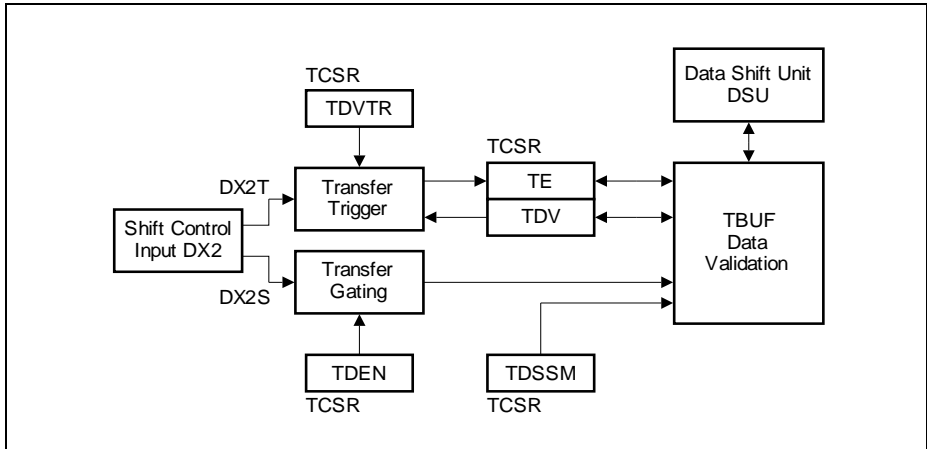 TCSR
TDVTR
Data Shift Unit
DSU
TCSR
TE
TDV
DX2T
Transfer
Trigger
Shift Control
Input DX2
TBUF
Data
Validation
DX2S
Transfer
Gating
TDEN
TCSR
TDSSM
TCSR